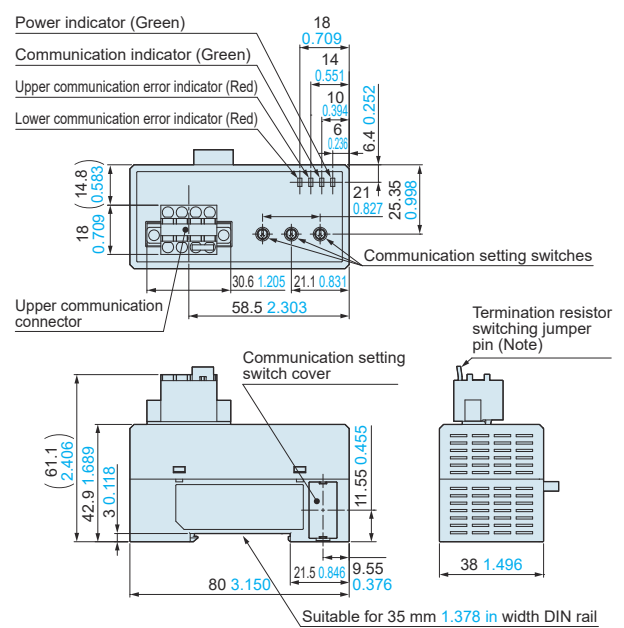 Power indicator (Green)
Communication indicator (Green)
Upper communication error indicator (Red)
Lower communication error indicator (Red)
18
0.709
14
0.551
10
0.394
6
0.236
6.4 0.252
(14.8)
0.583
18
0.709
21
0.827
25.35
0.998
Communication setting switches
30.6 1.205
21.1 0.831
58.5 2.303
Upper communication
connector
Termination resistor
switching jumper
pin (Note)
Communication setting
switch cover
(61.1)
2.406
42.9 1.689
3 0.118
11.55 0.455
21.5 0.846
9.55
0.376
80 3.150
38 1.496
Suitable for 35 mm 1.378 in width DIN rail